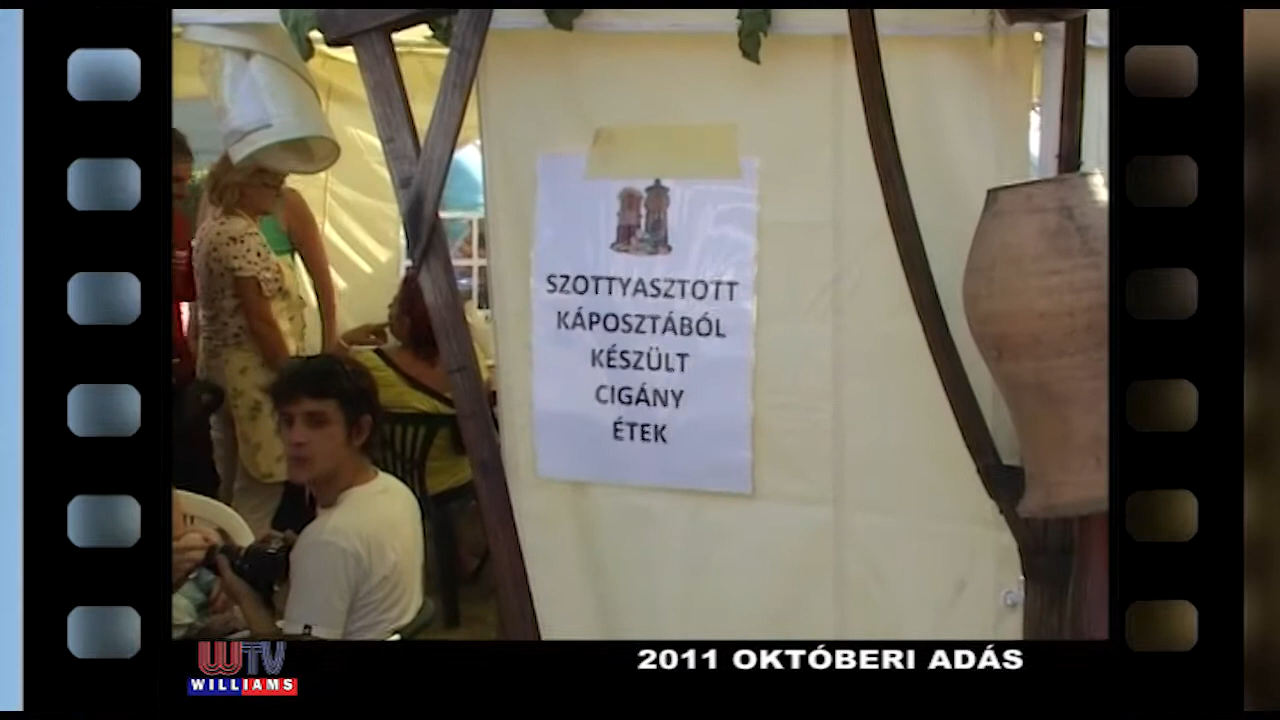 SZOTTYASZTOTT
KÁPOSZTÁBÓL
KÉSZÜLT
CIGÁNY
ÉTEK
WTV
WILLIAMS
2011 OKTÓBERI ADÁS